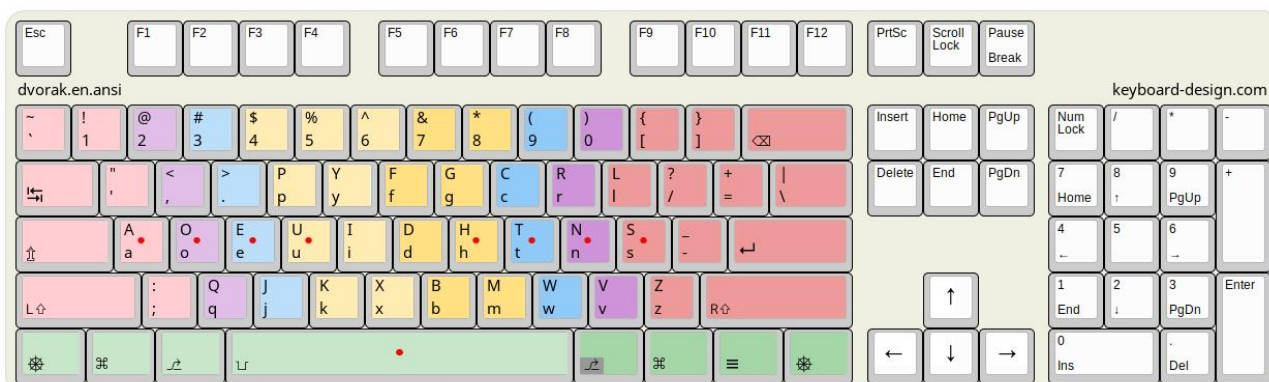 Esc F1 F2 F3 F4 F5 F6 F7 F8 F9 F10 F11 F12 PrtSc Scroll Lock Pause Break
dvorak.en.ansi keyboard-design.com
~ ! @ # $ % ^ & * ( ) { } Insert Home PgUp Num Lock / * -
` 1 2 3 4 5 6 7 8 9 0 [ ] ⌫
" < > P Y F G C R L ? + | Delete End PgDn 7 8 9 +
↹ ' , . p y f g c r l / = \ Home ↑ PgUp
A O E U I D H T N S _ 4 5 6
⇫ a o e u i d h t n s - ↵ ← →
: Q J K X B M W V Z ↑ 1 2 3 Enter
L⇧ ; q j k x b m w v z R⇧ End ↓ PgDn
⎈ ⌘ ⎇ ⎇ ⌘ ≡ ⎈ ← ↓ → 0 .
Ins Del